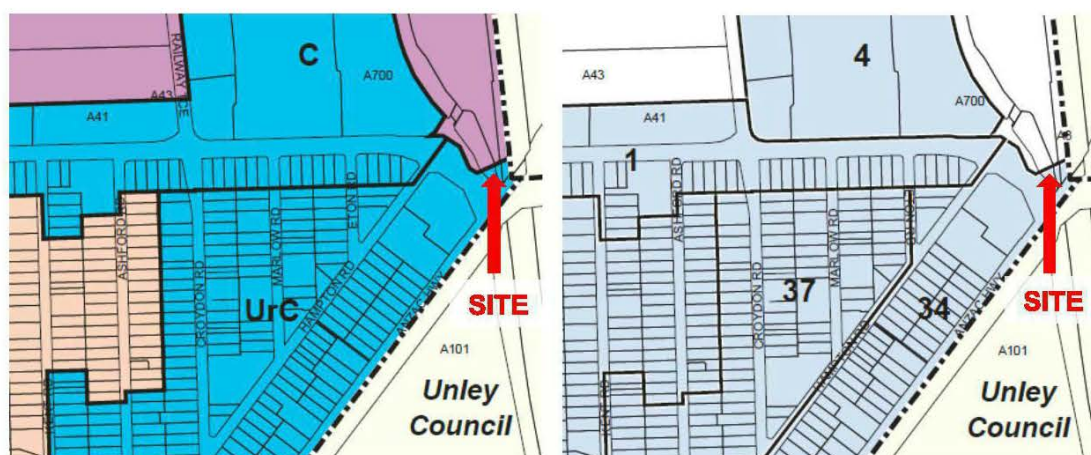 RAILWAY TCE
C
A700
A43
A41
ASHFORD RD
CROYDON RD
MARLOW RD
ETON RD
HAMPTON RD
ANZAC HWY
UrC
SITE
A101
Unley
Council
4
A43
A700
A41
1
ASHFORD RD
CROYDON RD
MARLOW RD
37
34
ANZAC HWY
SITE
A101
Unley
Council